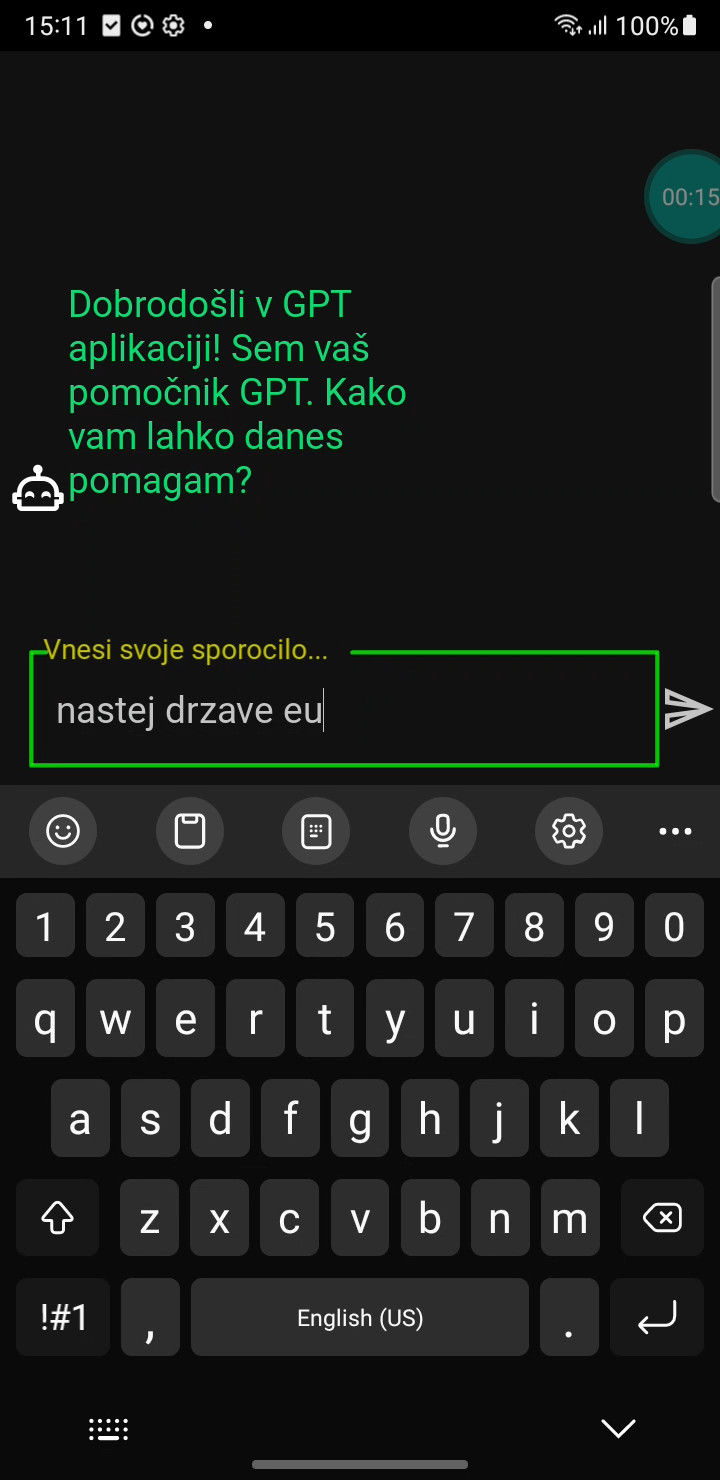 15:11
100%
00:15
Dobrodošli v GPT
aplikaciji! Sem vaš
pomočnik GPT. Kako
vam lahko danes
pomagam?
Vnesi svoje sporocilo...
nastej drzave eu
1 2 3 4 5 6 7 8 9 0
q w e r t y u i o p
a s d f g h j k l
z x c v b n m
!#1 , English (US) .